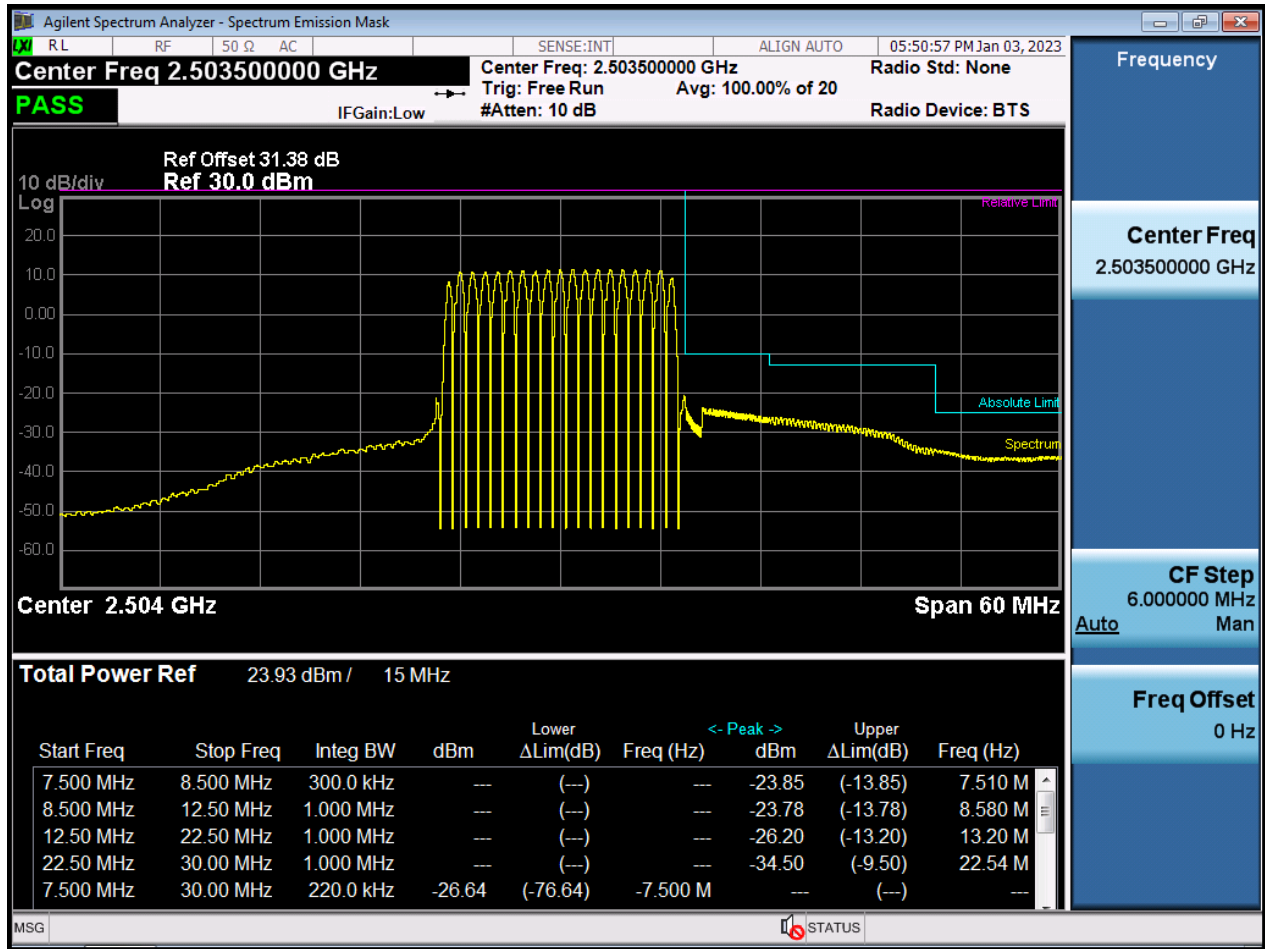 Agilent Spectrum Analyzer - Spectrum Emission Mask
LXI RL RF 50 Ω AC SENSE:INT ALIGN AUTO 05:50:57 PM Jan 03, 2023
Center Freq 2.503500000 GHz
PASS
IFGain:Low
Center Freq: 2.503500000 GHz
Trig: Free Run Avg: 100.00% of 20
#Atten: 10 dB
Radio Std: None
Radio Device: BTS
Ref Offset 31.38 dB
10 dB/div Ref 30.0 dBm
Log
Relative Limit
20.0
10.0
0.00
-10.0
-20.0
Absolute Limit
-30.0
Spectrum
-40.0
-50.0
-60.0
Center 2.504 GHz Span 60 MHz
Total Power Ref 23.93 dBm / 15 MHz
Lower <- Peak -> Upper
Start Freq Stop Freq Integ BW dBm ΔLim(dB) Freq (Hz) dBm ΔLim(dB) Freq (Hz)
7.500 MHz 8.500 MHz 300.0 kHz --- (---) --- -23.85 (-13.85) 7.510 M
8.500 MHz 12.50 MHz 1.000 MHz --- (---) --- -23.78 (-13.78) 8.580 M
12.50 MHz 22.50 MHz 1.000 MHz --- (---) --- -26.20 (-13.20) 13.20 M
22.50 MHz 30.00 MHz 1.000 MHz --- (---) --- -34.50 (-9.50) 22.54 M
7.500 MHz 30.00 MHz 220.0 kHz -26.64 (-76.64) -7.500 M --- (---) ---
MSG STATUS
Frequency
Center Freq
2.503500000 GHz
CF Step
6.000000 MHz
Auto Man
Freq Offset
0 Hz